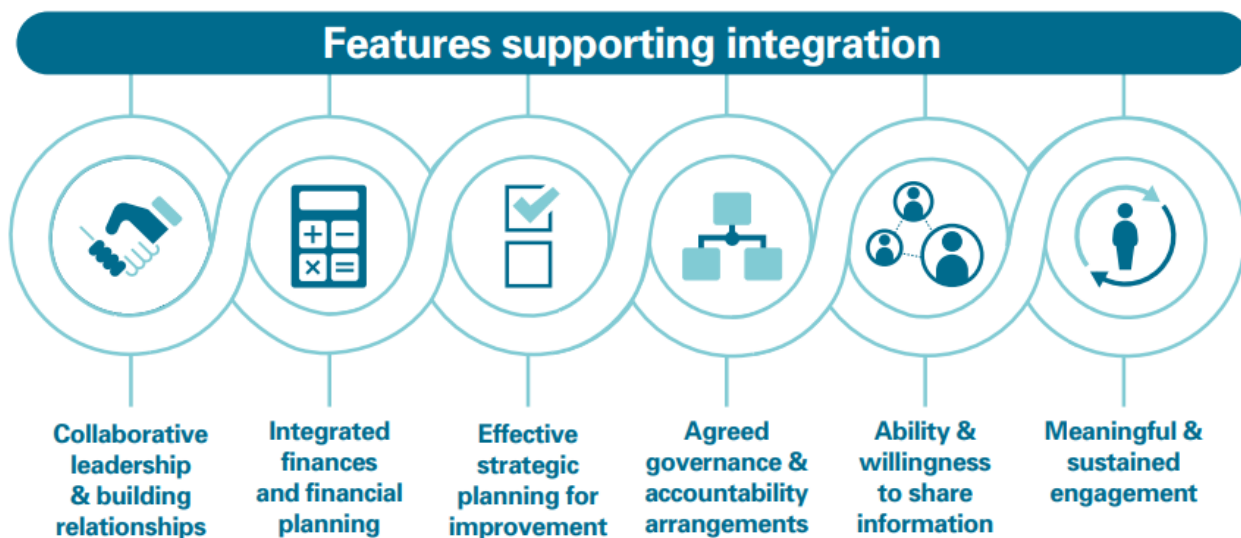 Features supporting integration
Collaborative
leadership
& building
relationships
Integrated
finances
and financial
planning
Effective
strategic
planning for
improvement
Agreed
governance &
accountability
arrangements
Ability &
willingness
to share
information
Meaningful &
sustained
engagement